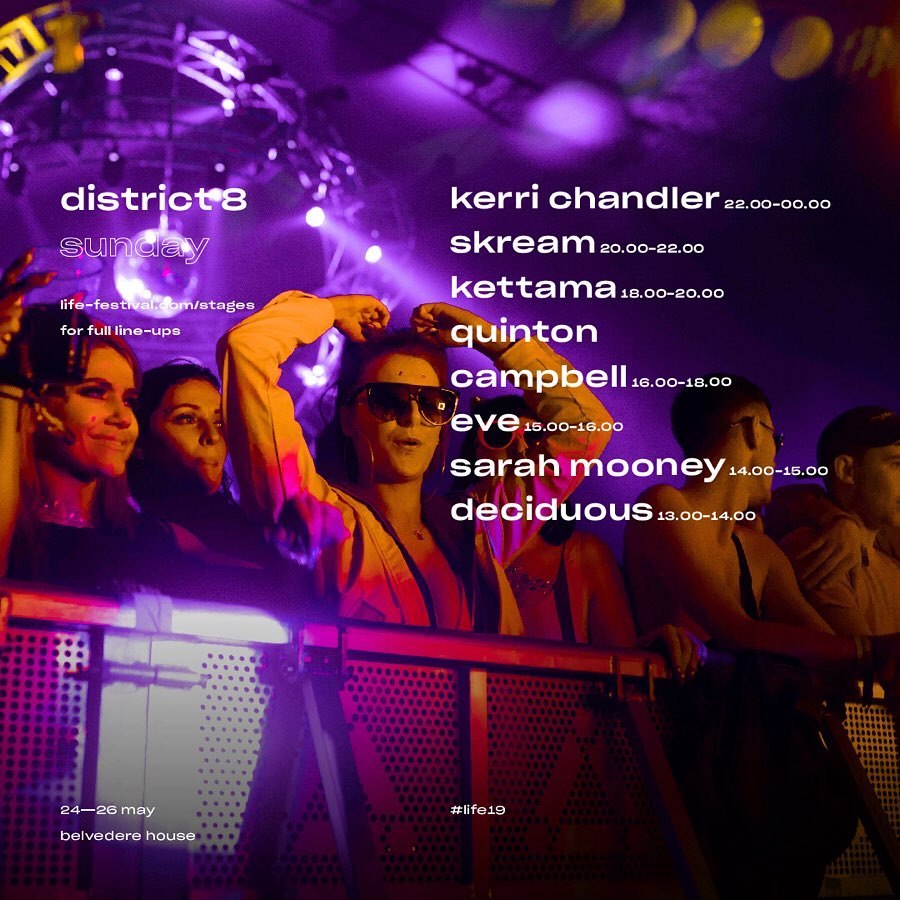 district 8
sunday
life-festival.com/stages
for full line-ups
kerri chandler 22.00-00.00
skream 20.00-22.00
kettama 18.00-20.00
quinton
campbell 16.00-18.00
eve 15.00-16.00
sarah mooney 14.00-15.00
deciduous 13.00-14.00
24—26 may
belvedere house
#life19